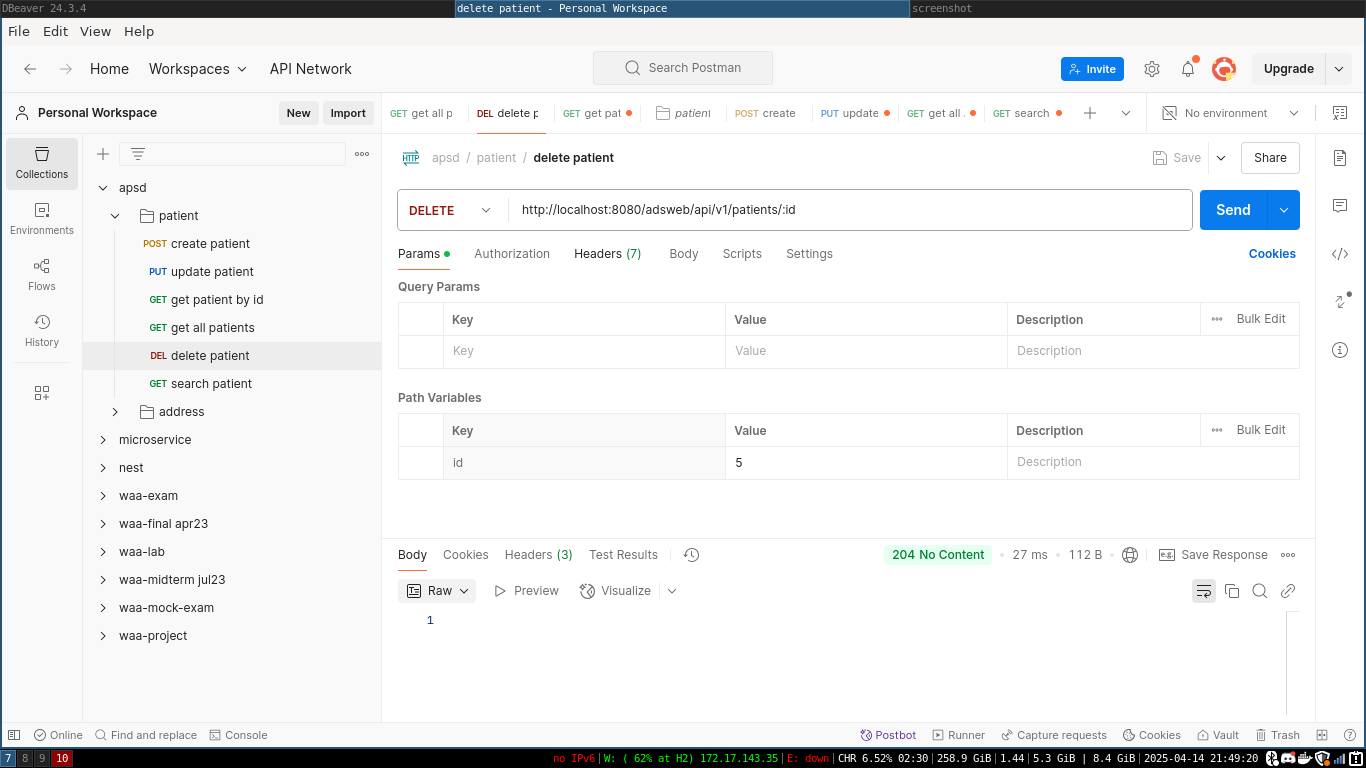 DBeaver 24.3.4 delete patient - Personal Workspace screenshot
File Edit View Help
Home Workspaces API Network Search Postman Invite Upgrade
Personal Workspace New Import GET get all p DEL delete p GET get pat patient POST create PUT update GET get all GET search No environment
Collections
Environments
Flows
History
apsd
patient
POST create patient
PUT update patient
GET get patient by id
GET get all patients
DEL delete patient
GET search patient
address
microservice
nest
waa-exam
waa-final apr23
waa-lab
waa-midterm jul23
waa-mock-exam
waa-project
HTTP apsd / patient / delete patient Save Share
DELETE http://localhost:8080/adsweb/api/v1/patients/:id Send
Params Authorization Headers (7) Body Scripts Settings Cookies
Query Params
Key Value Description Bulk Edit
Key Value Description
Path Variables
Key Value Description Bulk Edit
id 5 Description
Body Cookies Headers (3) Test Results 204 No Content 27 ms 112 B e.g. Save Response
Raw Preview Visualize
1
Online Find and replace Console Postbot Runner Capture requests Cookies Vault Trash
7 8 9 10 no IPv6|W: ( 62% at H2) 172.17.143.35|E: down|CHR 6.52% 02:30|258.9 GiB|1.44|5.3 GiB | 8.4 GiB|2025-04-14 21:49:20